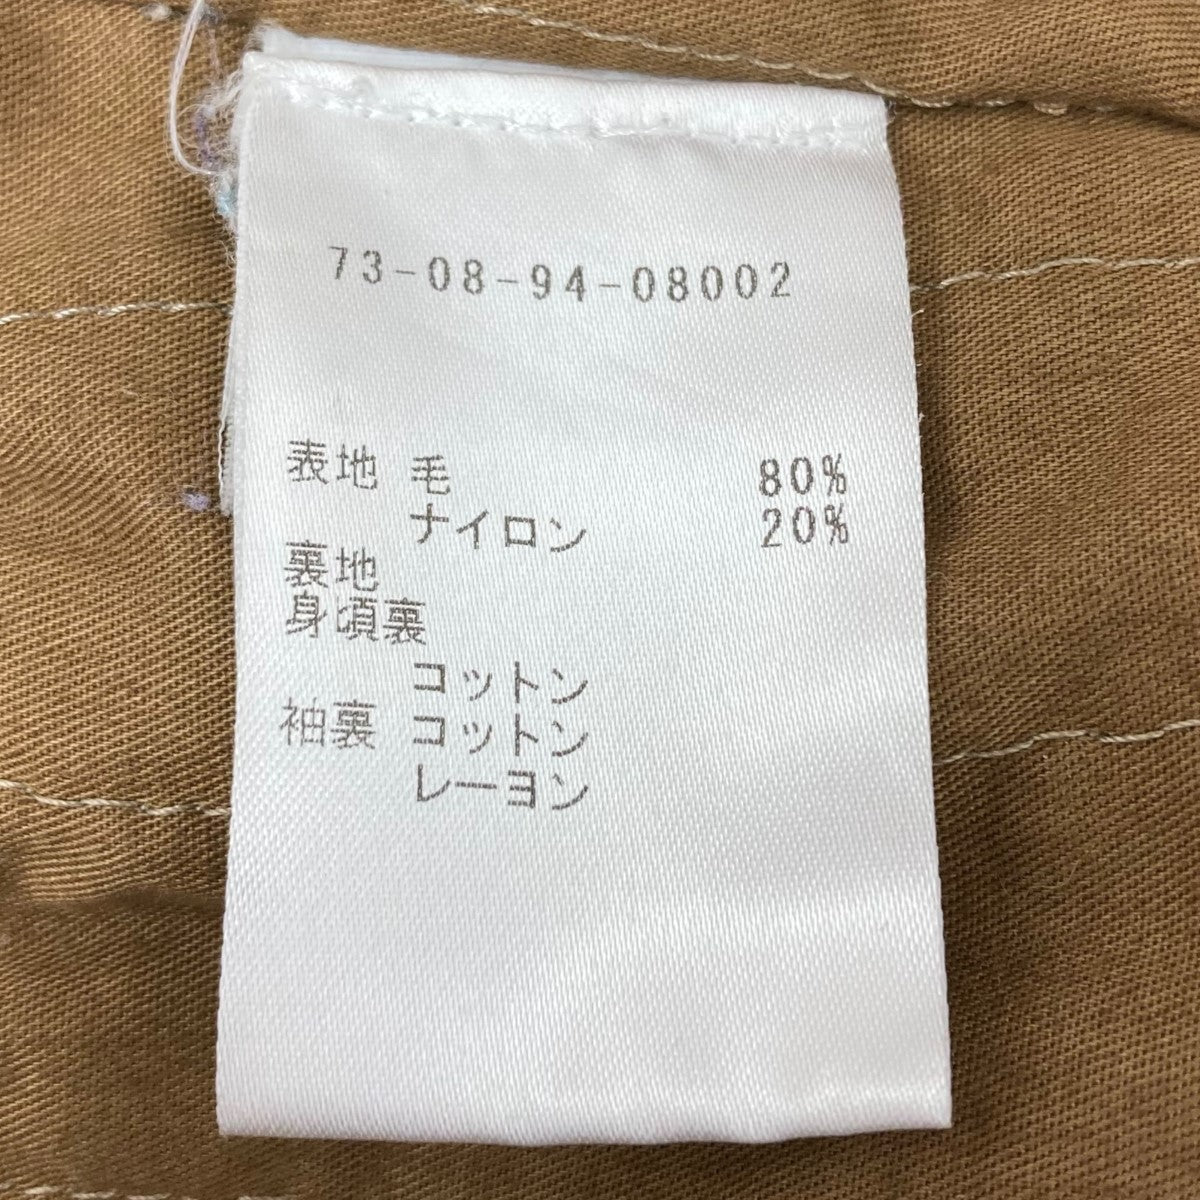 73-08-94-08002
表地 毛 80%
ナイロン 20%
裏地
身頃裏
コットン
袖裏 コットン
レーヨン